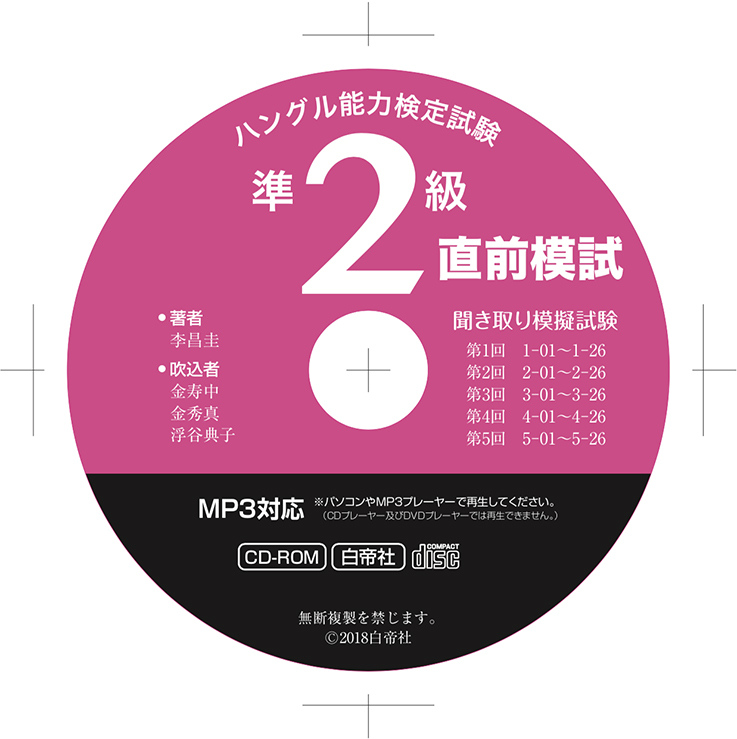 ハングル能力検定試験
準2級
直前模試
●著者
李昌圭
●吹込者
金寿中
金秀真
浮谷典子
聞き取り模擬試験
第1回 1-01〜1-26
第2回 2-01〜2-26
第3回 3-01〜3-26
第4回 4-01〜4-26
第5回 5-01〜5-26
MP3対応 ※パソコンやMP3プレーヤーで再生してください。
（CDプレーヤー及びDVDプレーヤーでは再生できません。）
CD-ROM 白帝社 COMPACT disc
無断複製を禁じます。
©2018白帝社